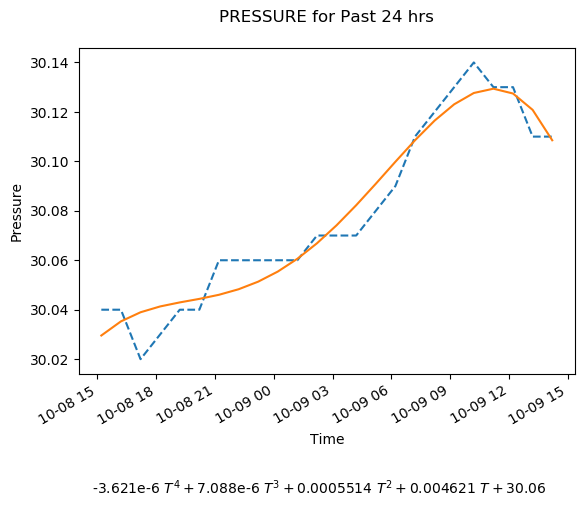 PRESSURE for Past 24 hrs
30.14
30.12
30.10
30.08
30.06
30.04
30.02
Pressure
10-08 15 10-08 18 10-08 21 10-09 00 10-09 03 10-09 06 10-09 09 10-09 12 10-09 15
Time
-3.621e-6 T⁴ + 7.088e-6 T³ + 0.0005514 T² + 0.004621 T + 30.06